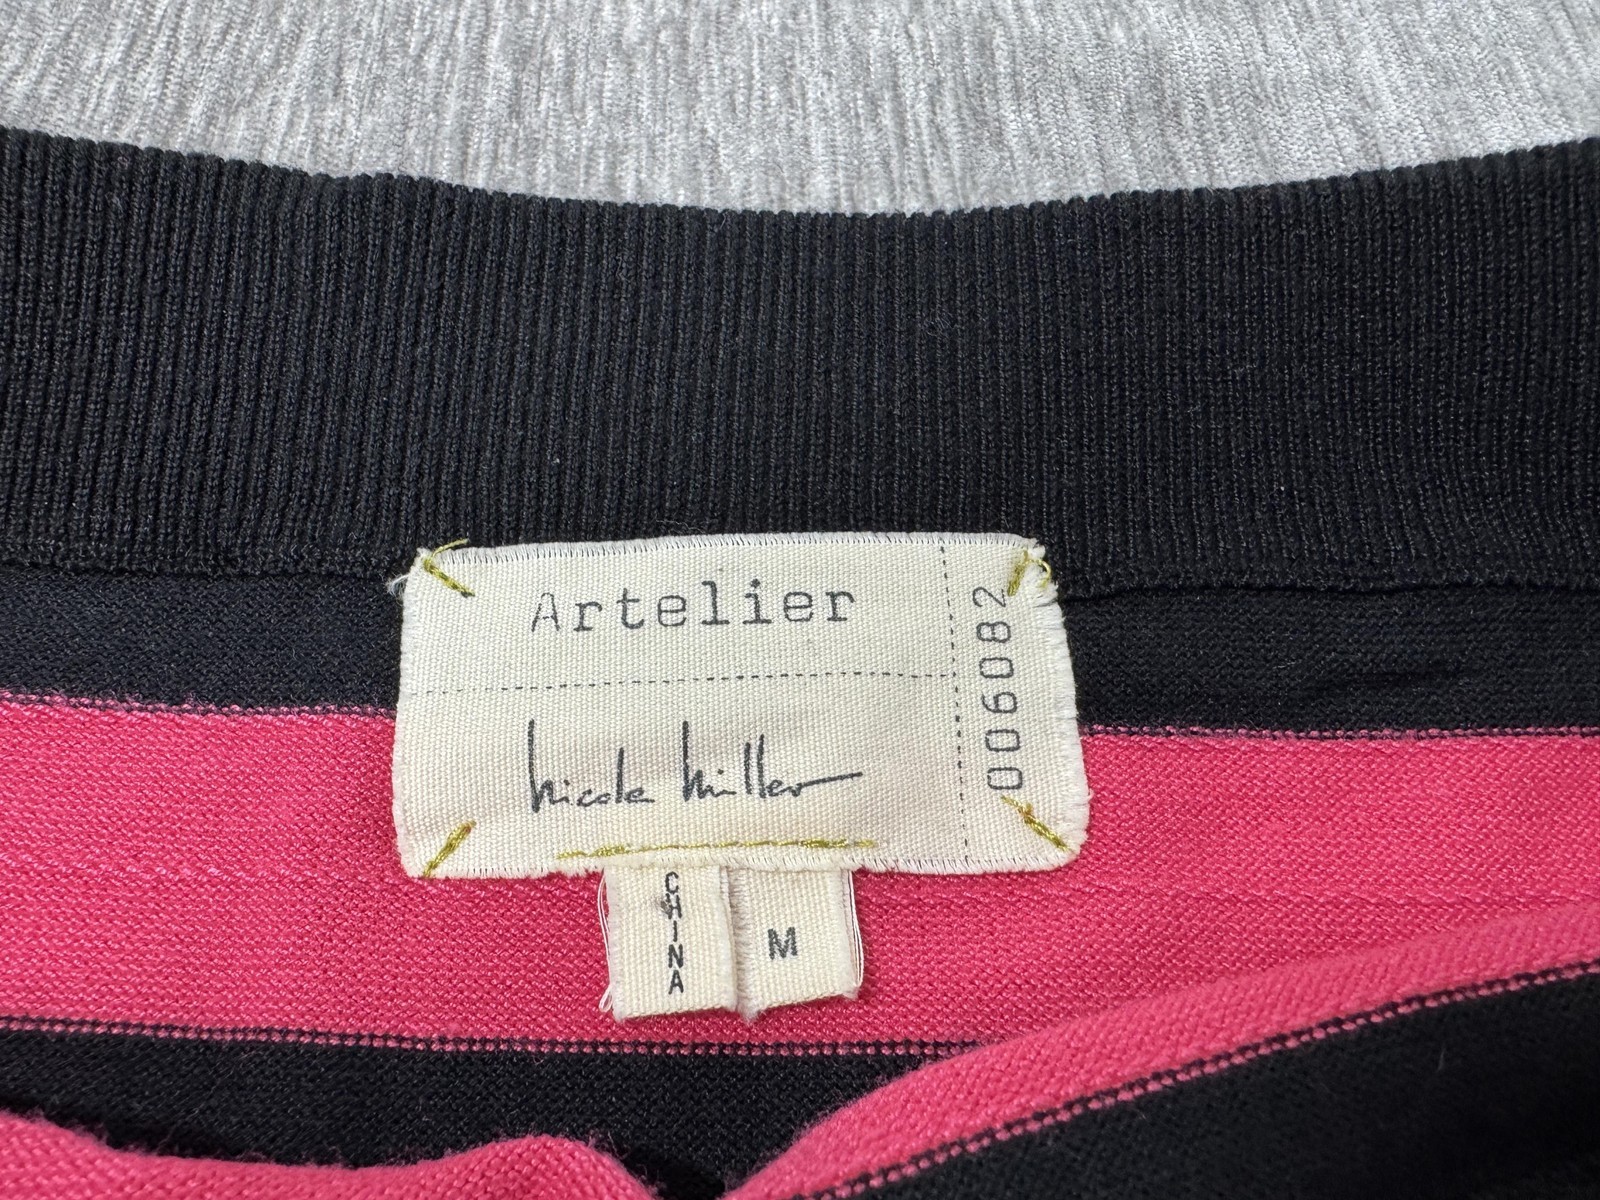 Artelier
nicole miller
006082
CHINA
M